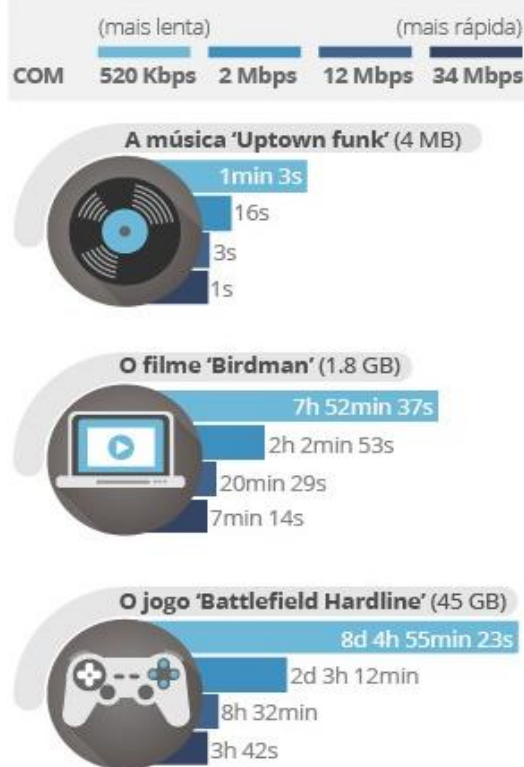 (mais lenta) (mais rápida)
COM 520 Kbps 2 Mbps 12 Mbps 34 Mbps
A música ‘Uptown funk’ (4 MB)
1min 3s
16s
3s
1s
O filme ‘Birdman’ (1.8 GB)
7h 52min 37s
2h 2min 53s
20min 29s
7min 14s
O jogo ‘Battlefield Hardline’ (45 GB)
8d 4h 55min 23s
2d 3h 12min
8h 32min
3h 42s